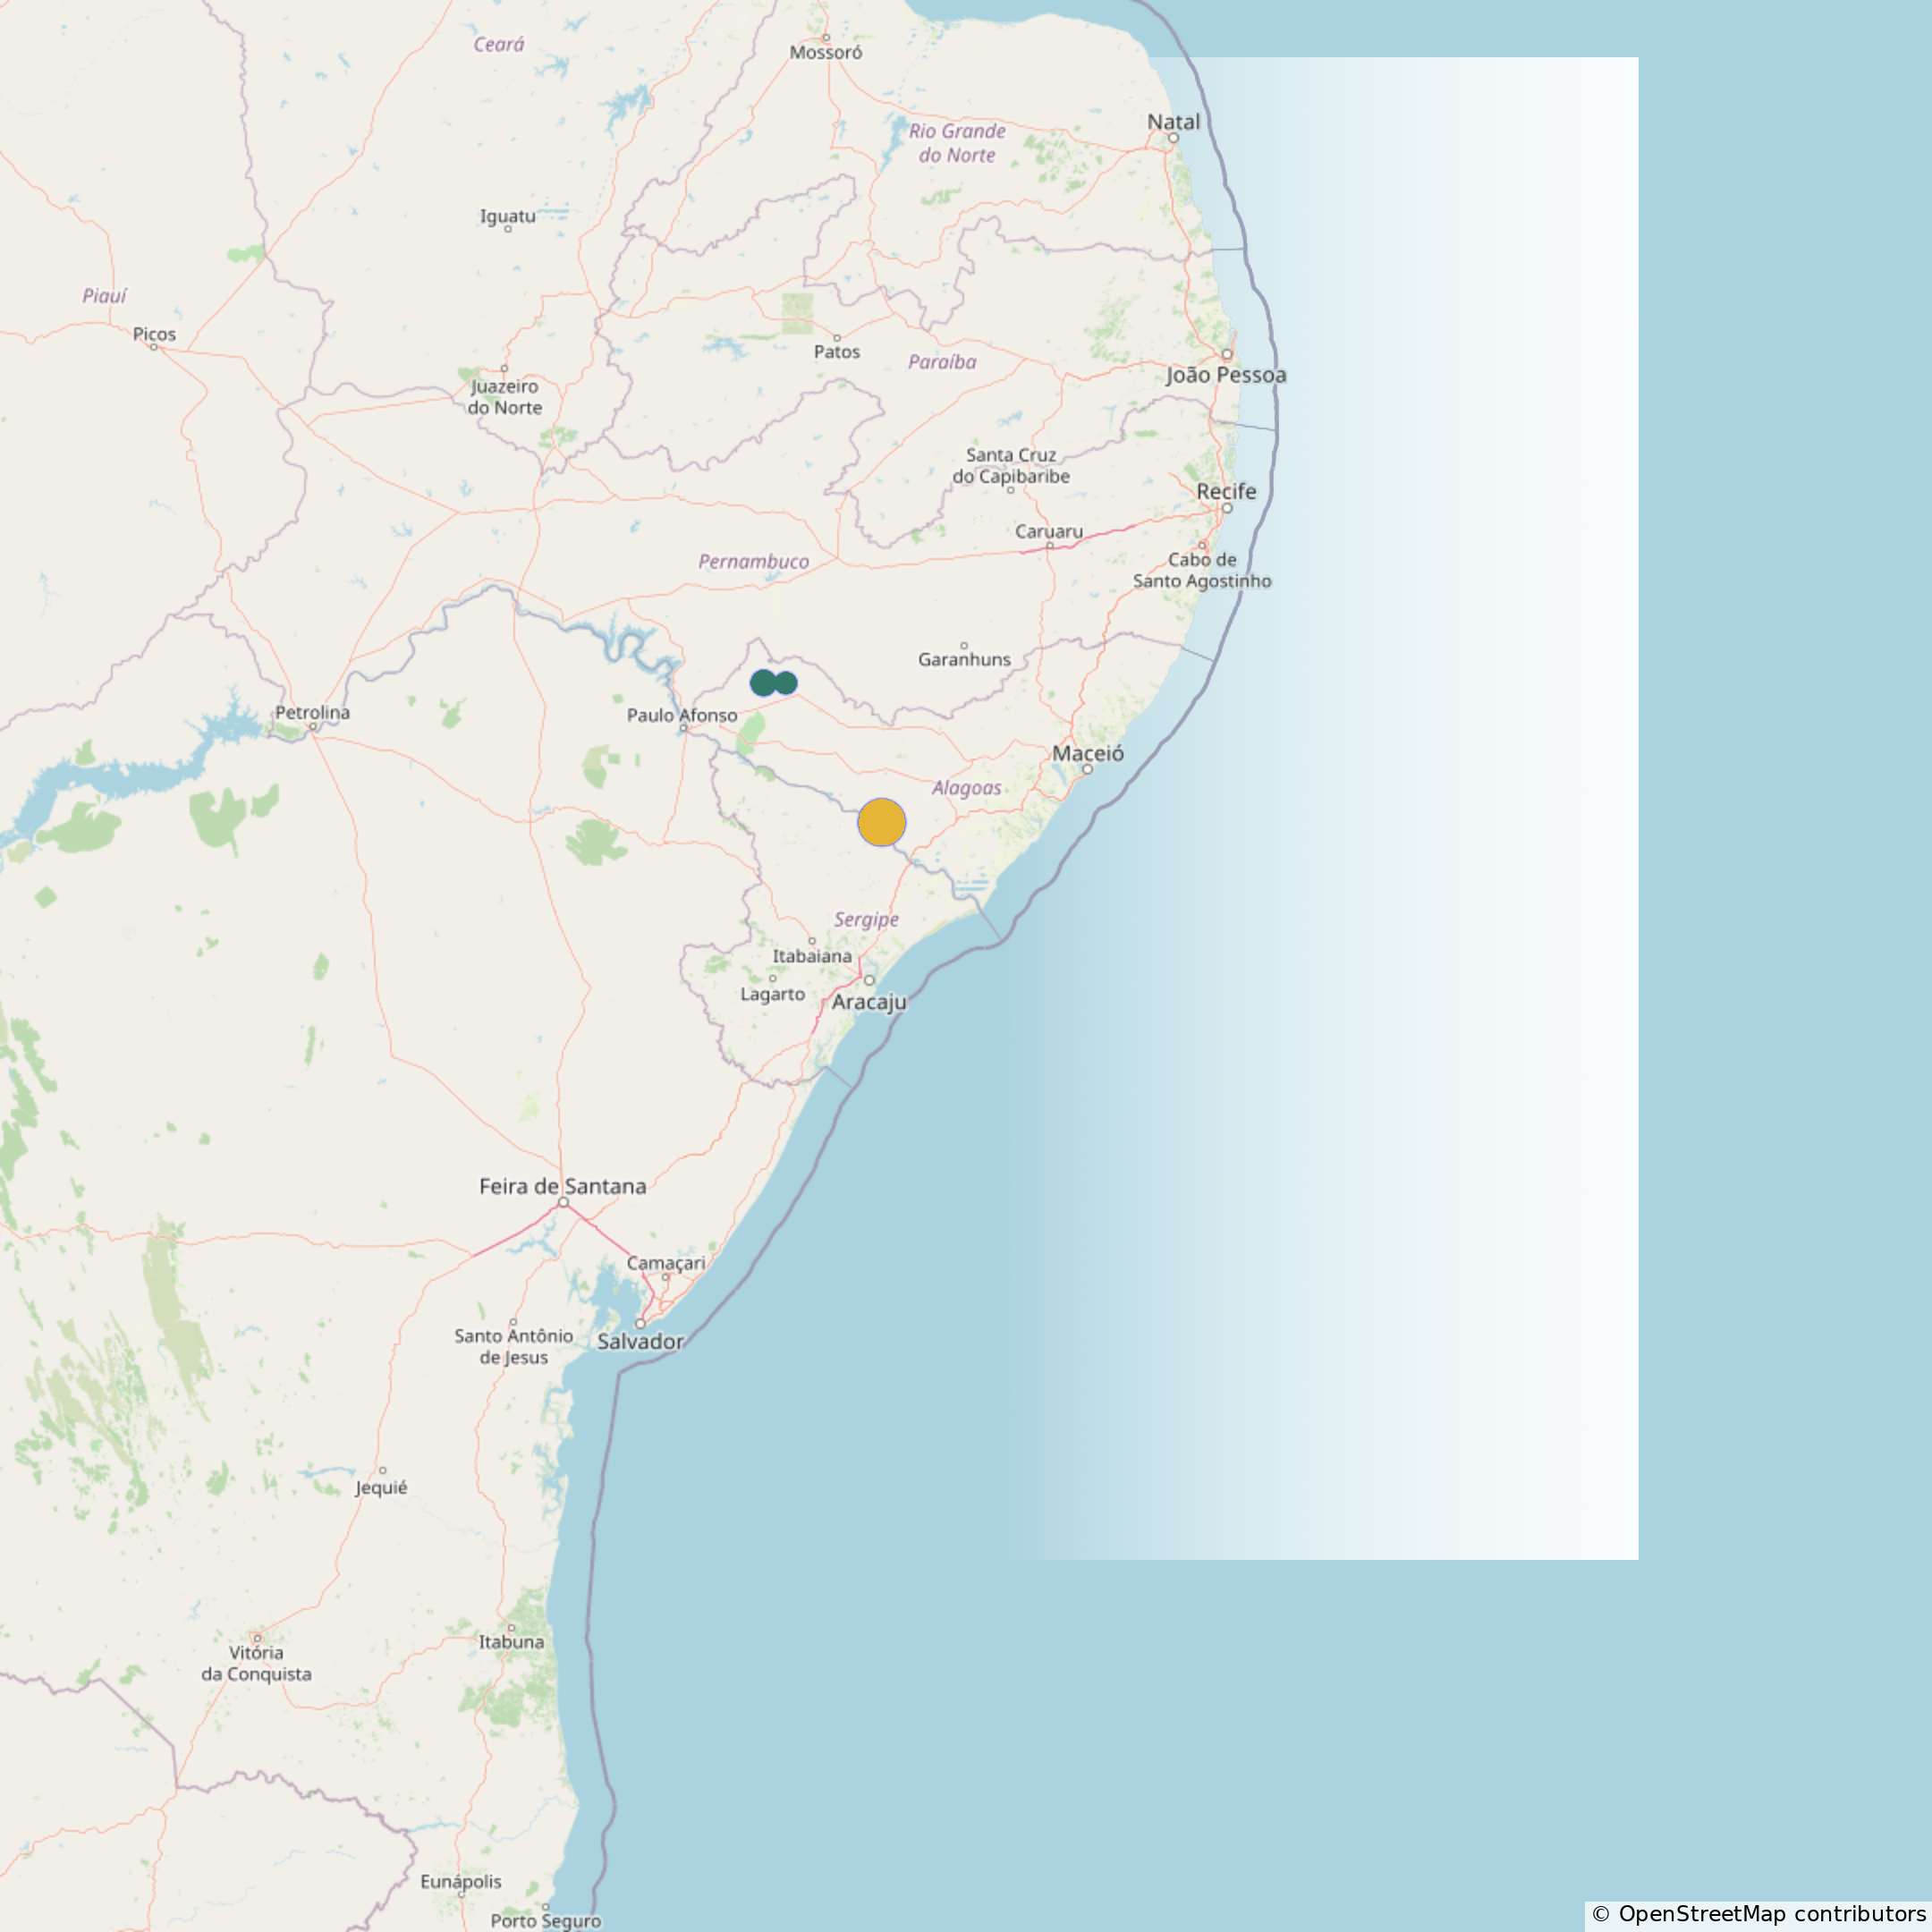 Ceará
Mossoró
Natal
Rio Grande
do Norte
Iguatu
Piauí
Picos
Patos
Paraíba
João Pessoa
Juazeiro
do Norte
Santa Cruz
do Capibaribe
Recife
Caruaru
Cabo de
Santo Agostinho
Pernambuco
Garanhuns
Petrolina
Paulo Afonso
Maceió
Alagoas
Sergipe
Itabaiana
Lagarto
Aracaju
Feira de Santana
Camaçari
Santo Antônio
de Jesus
Salvador
Jequié
Itabuna
Vitória
da Conquista
Eunápolis
Porto Seguro
© OpenStreetMap contributors